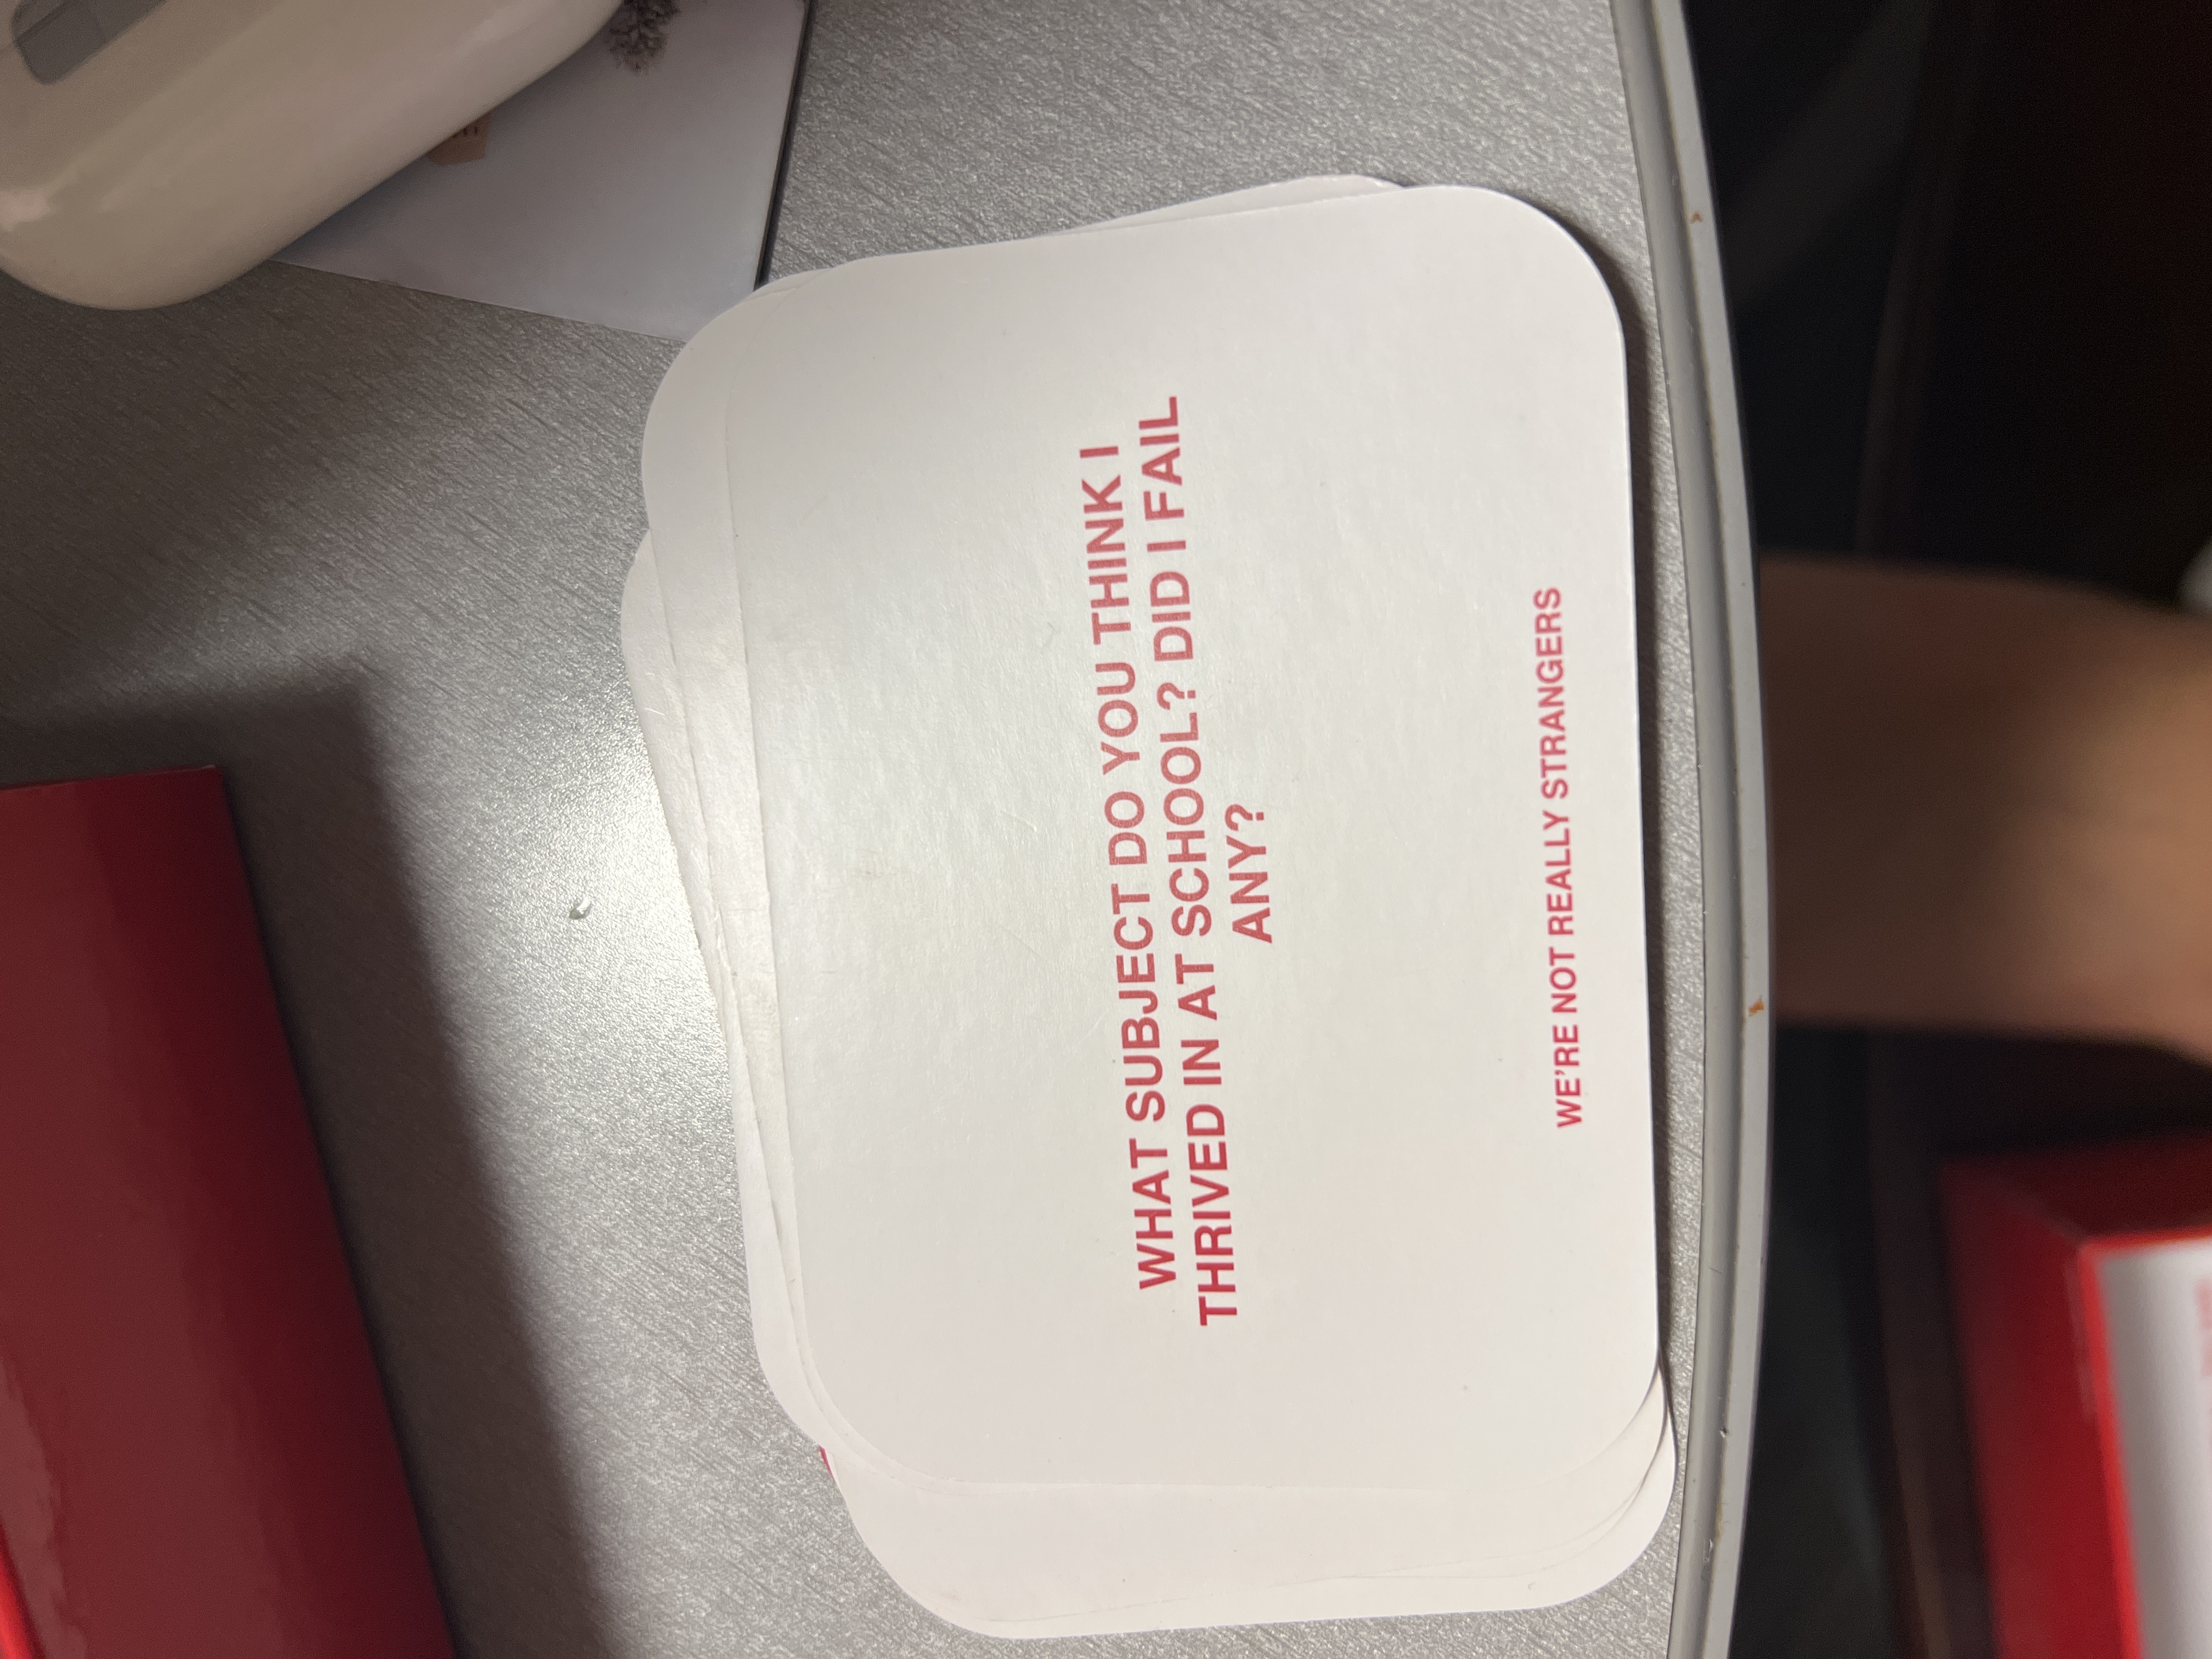 WHAT SUBJECT DO YOU THINK I
THRIVED IN AT SCHOOL? DID I FAIL
ANY?
WE'RE NOT REALLY STRANGERS